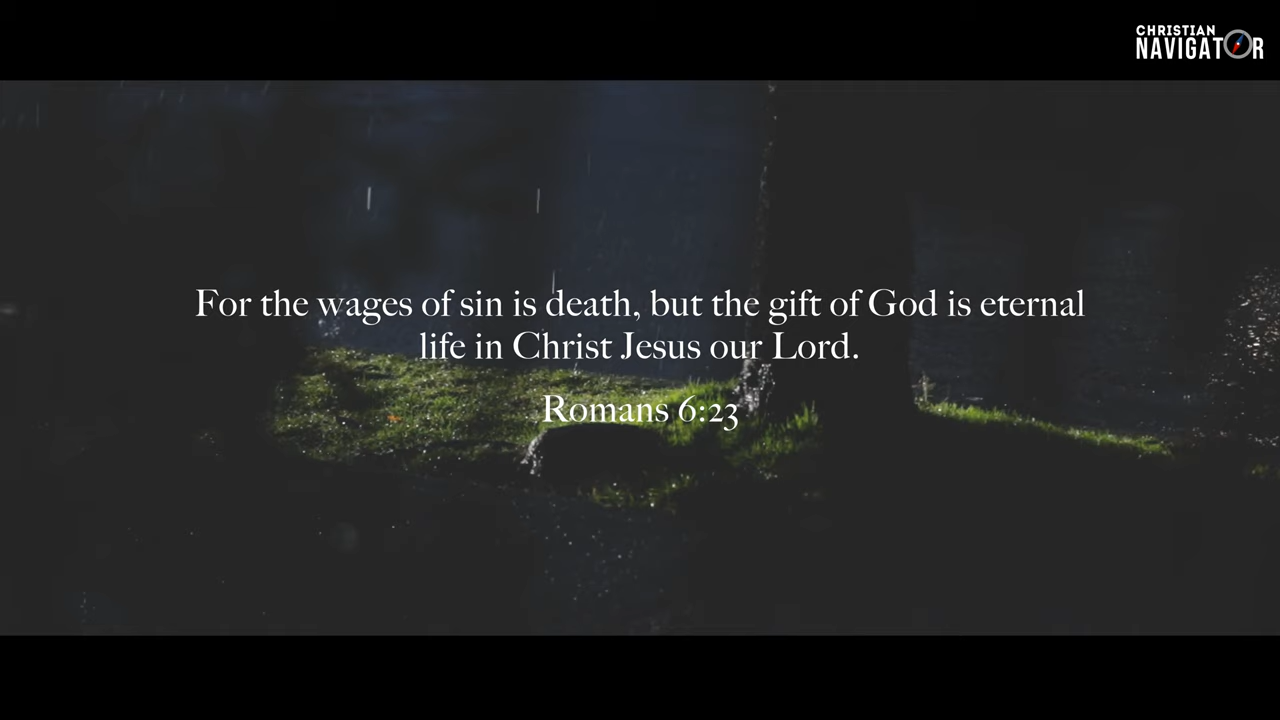 CHRISTIAN
NAVIGATOR
For the wages of sin is death, but the gift of God is eternal
life in Christ Jesus our Lord.
Romans 6:23